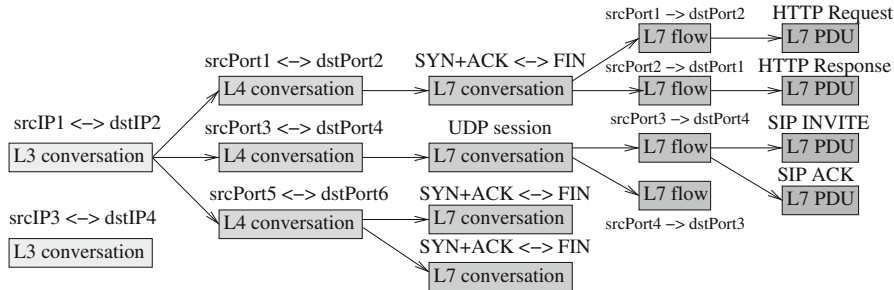 srcPort1 −> dstPort2 HTTP Request
L7 flow L7 PDU
srcPort1 <−> dstPort2 SYN+ACK <−> FIN srcPort2 −> dstPort1 HTTP Response
L4 conversation L7 conversation L7 flow L7 PDU
srcIP1 <−> dstIP2 srcPort3 <−> dstPort4 UDP session srcPort3 −> dstPort4 SIP INVITE
L3 conversation L4 conversation L7 conversation L7 flow L7 PDU
srcPort5 <−> dstPort6 SYN+ACK <−> FIN SIP ACK
L4 conversation L7 conversation L7 flow L7 PDU
srcIP3 <−> dstIP4 srcPort4 −> dstPort3
L3 conversation SYN+ACK <−> FIN
L7 conversation